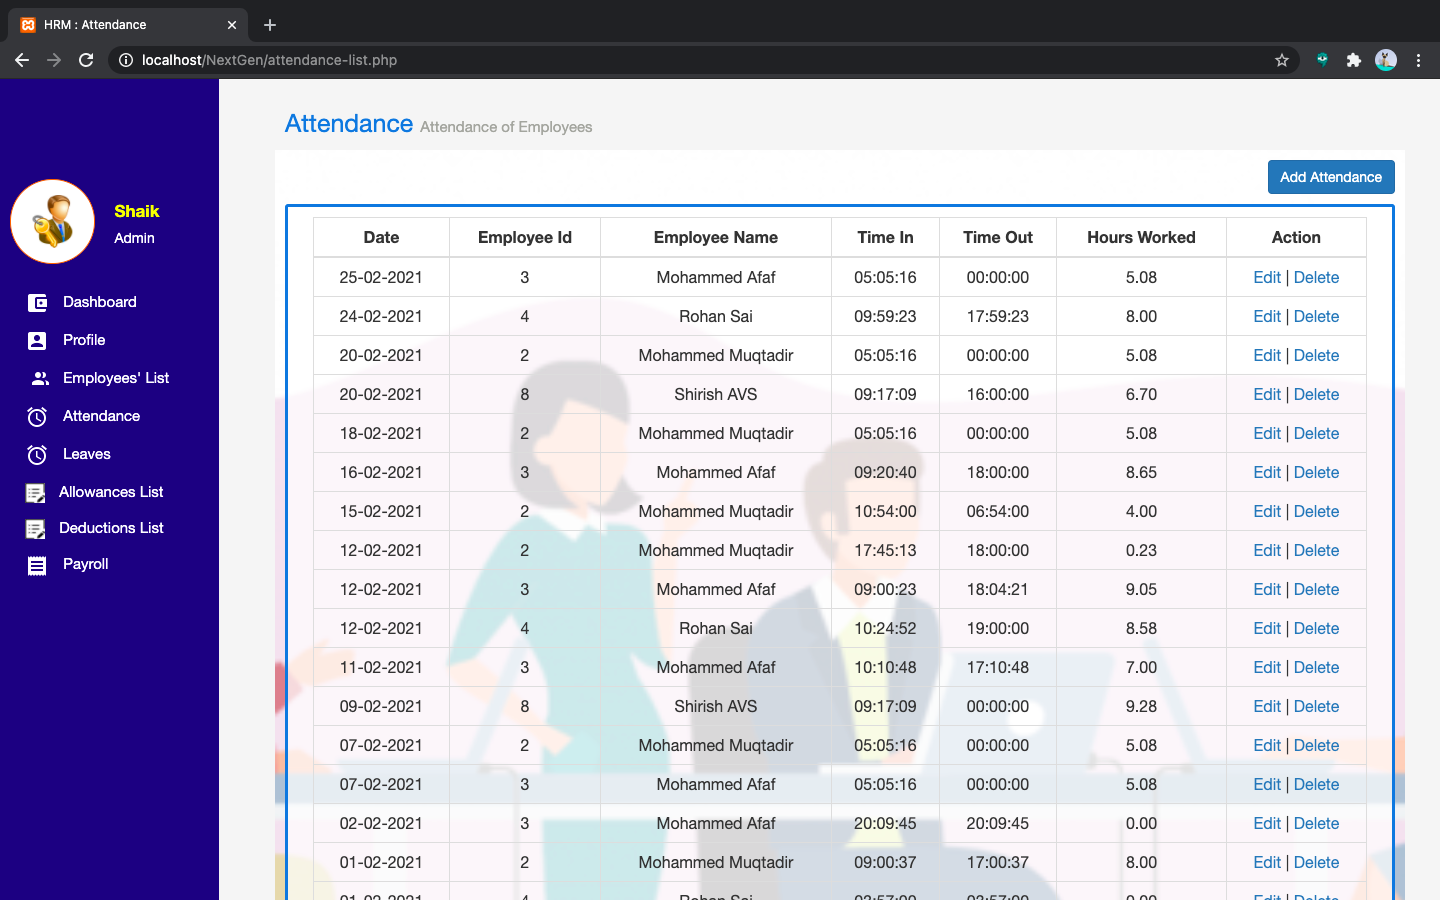 HRM : Attendance
localhost/NextGen/attendance-list.php
Shaik
Admin
Dashboard
Profile
Employees' List
Attendance
Leaves
Allowances List
Deductions List
Payroll
Attendance Attendance of Employees
Add Attendance
Date Employee Id Employee Name Time In Time Out Hours Worked Action
25-02-2021 3 Mohammed Afaf 05:05:16 00:00:00 5.08 Edit | Delete
24-02-2021 4 Rohan Sai 09:59:23 17:59:23 8.00 Edit | Delete
20-02-2021 2 Mohammed Muqtadir 05:05:16 00:00:00 5.08 Edit | Delete
20-02-2021 8 Shirish AVS 09:17:09 16:00:00 6.70 Edit | Delete
18-02-2021 2 Mohammed Muqtadir 05:05:16 00:00:00 5.08 Edit | Delete
16-02-2021 3 Mohammed Afaf 09:20:40 18:00:00 8.65 Edit | Delete
15-02-2021 2 Mohammed Muqtadir 10:54:00 06:54:00 4.00 Edit | Delete
12-02-2021 2 Mohammed Muqtadir 17:45:13 18:00:00 0.23 Edit | Delete
12-02-2021 3 Mohammed Afaf 09:00:23 18:04:21 9.05 Edit | Delete
12-02-2021 4 Rohan Sai 10:24:52 19:00:00 8.58 Edit | Delete
11-02-2021 3 Mohammed Afaf 10:10:48 17:10:48 7.00 Edit | Delete
09-02-2021 8 Shirish AVS 09:17:09 00:00:00 9.28 Edit | Delete
07-02-2021 2 Mohammed Muqtadir 05:05:16 00:00:00 5.08 Edit | Delete
07-02-2021 3 Mohammed Afaf 05:05:16 00:00:00 5.08 Edit | Delete
02-02-2021 3 Mohammed Afaf 20:09:45 20:09:45 0.00 Edit | Delete
01-02-2021 2 Mohammed Muqtadir 09:00:37 17:00:37 8.00 Edit | Delete